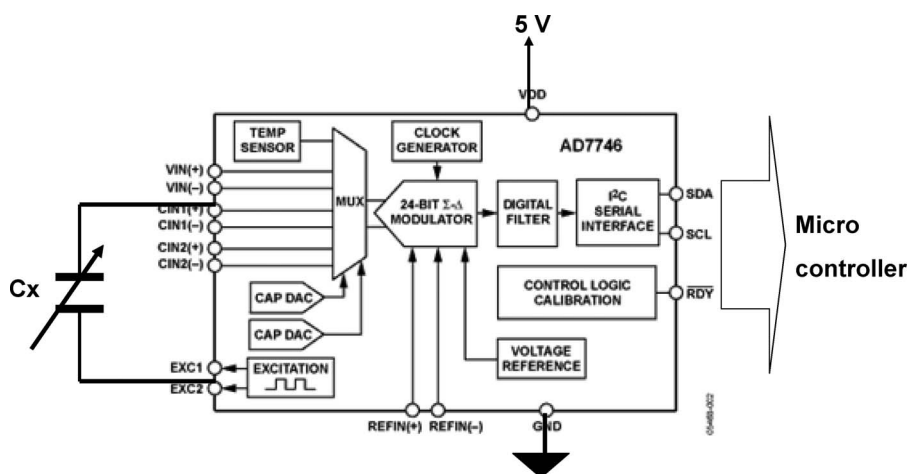 5 V
VDD
TEMP
SENSOR
CLOCK
GENERATOR
AD7746
VIN(+)
VIN(–)
CIN1(+)
CIN1(–)
CIN2(+)
CIN2(–)
MUX
24-BIT Σ-Δ
MODULATOR
DIGITAL
FILTER
I²C
SERIAL
INTERFACE
SDA
SCL
Micro
controller
Cx
CAP DAC
CAP DAC
CONTROL LOGIC
CALIBRATION
RDY
EXC1
EXC2
EXCITATION
VOLTAGE
REFERENCE
REFIN(+)
REFIN(–)
GND
05468-002